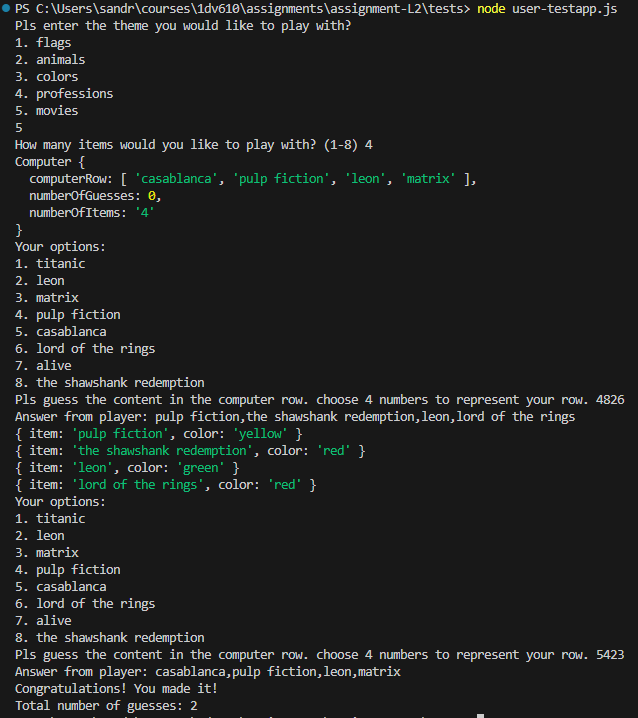 PS C:\Users\sandr\courses\1dv610\assignments\assignment-L2\tests> node user-testapp.js
Pls enter the theme you would like to play with?
1. flags
2. animals
3. colors
4. professions
5. movies
5
How many items would you like to play with? (1-8) 4
Computer {
  computerRow: [ 'casablanca', 'pulp fiction', 'leon', 'matrix' ],
  numberOfGuesses: 0,
  numberOfItems: '4'
}
Your options:
1. titanic
2. leon
3. matrix
4. pulp fiction
5. casablanca
6. lord of the rings
7. alive
8. the shawshank redemption
Pls guess the content in the computer row. choose 4 numbers to represent your row. 4826
Answer from player: pulp fiction,the shawshank redemption,leon,lord of the rings
{ item: 'pulp fiction', color: 'yellow' }
{ item: 'the shawshank redemption', color: 'red' }
{ item: 'leon', color: 'green' }
{ item: 'lord of the rings', color: 'red' }
Your options:
1. titanic
2. leon
3. matrix
4. pulp fiction
5. casablanca
6. lord of the rings
7. alive
8. the shawshank redemption
Pls guess the content in the computer row. choose 4 numbers to represent your row. 5423
Answer from player: casablanca,pulp fiction,leon,matrix
Congratulations! You made it!
Total number of guesses: 2